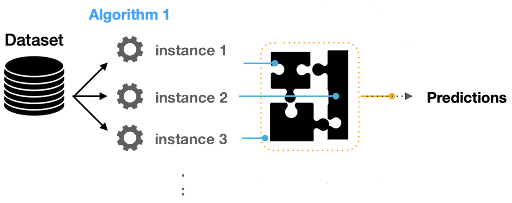 Algorithm 1
Dataset
instance 1
instance 2
Predictions
instance 3